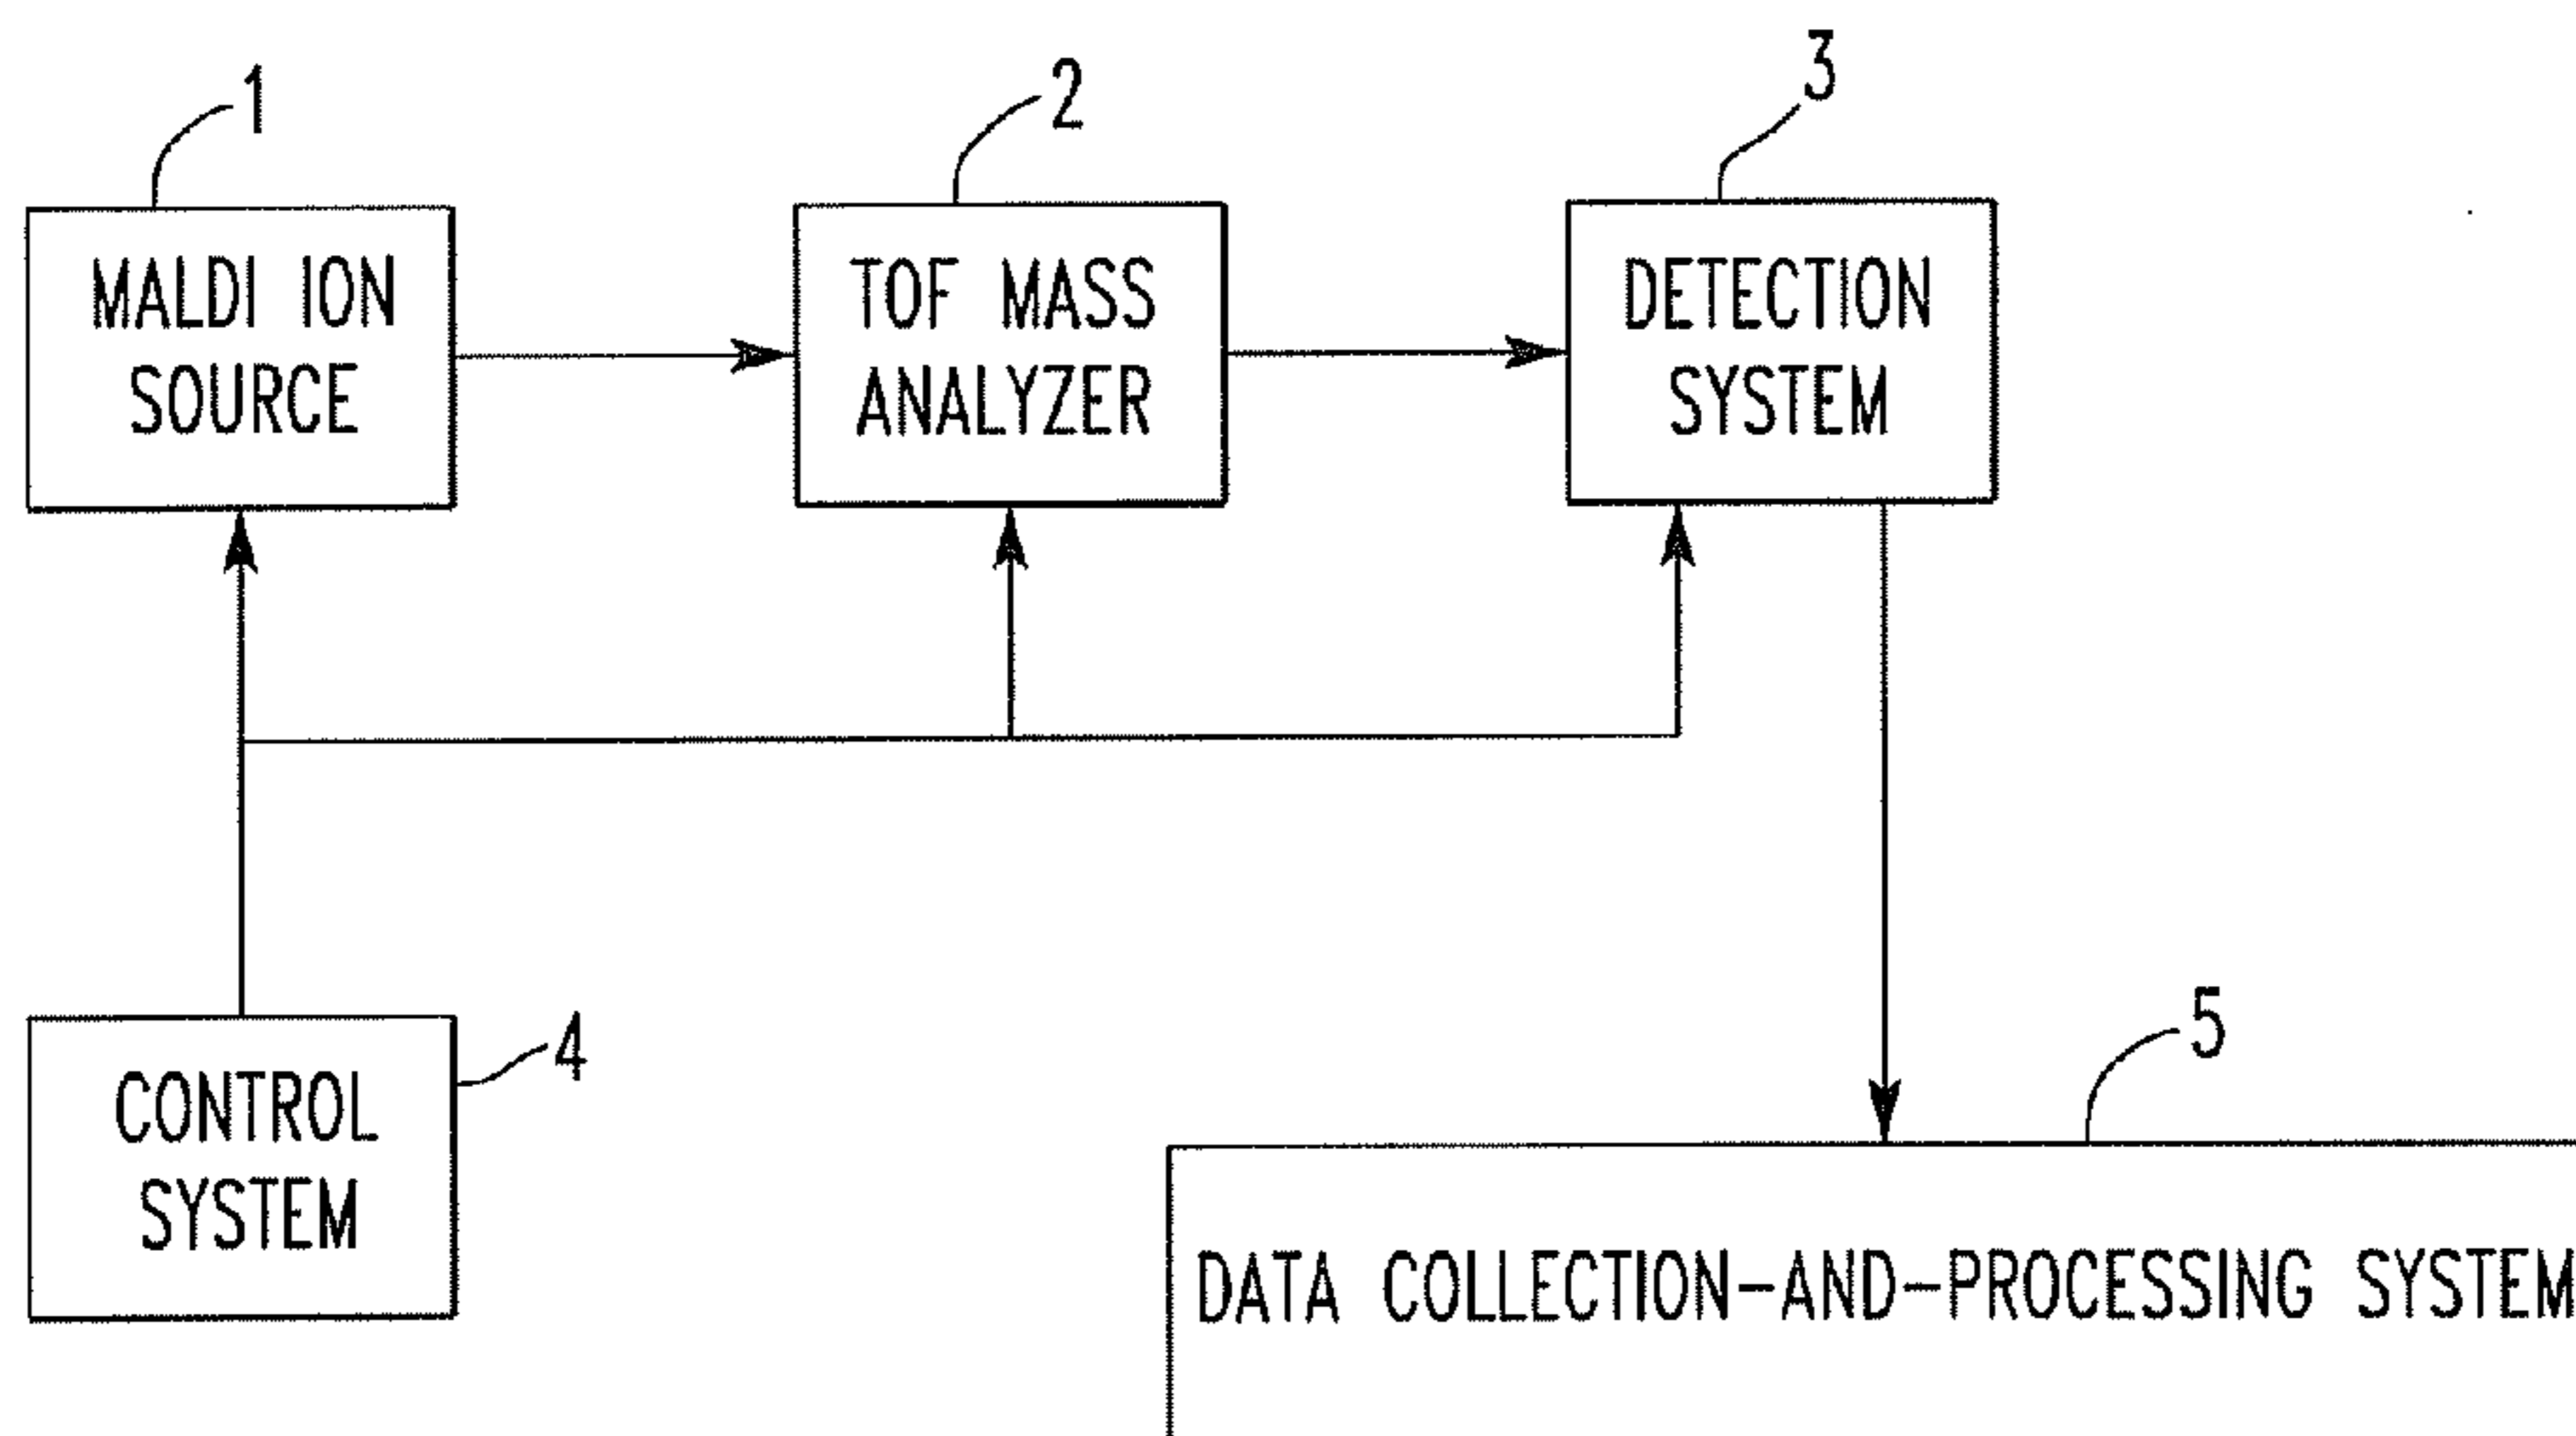 1
2
3
MALDI ION
SOURCE
TOF MASS
ANALYZER
DETECTION
SYSTEM
4
CONTROL
SYSTEM
5
DATA COLLECTION-AND-PROCESSING SYSTEM